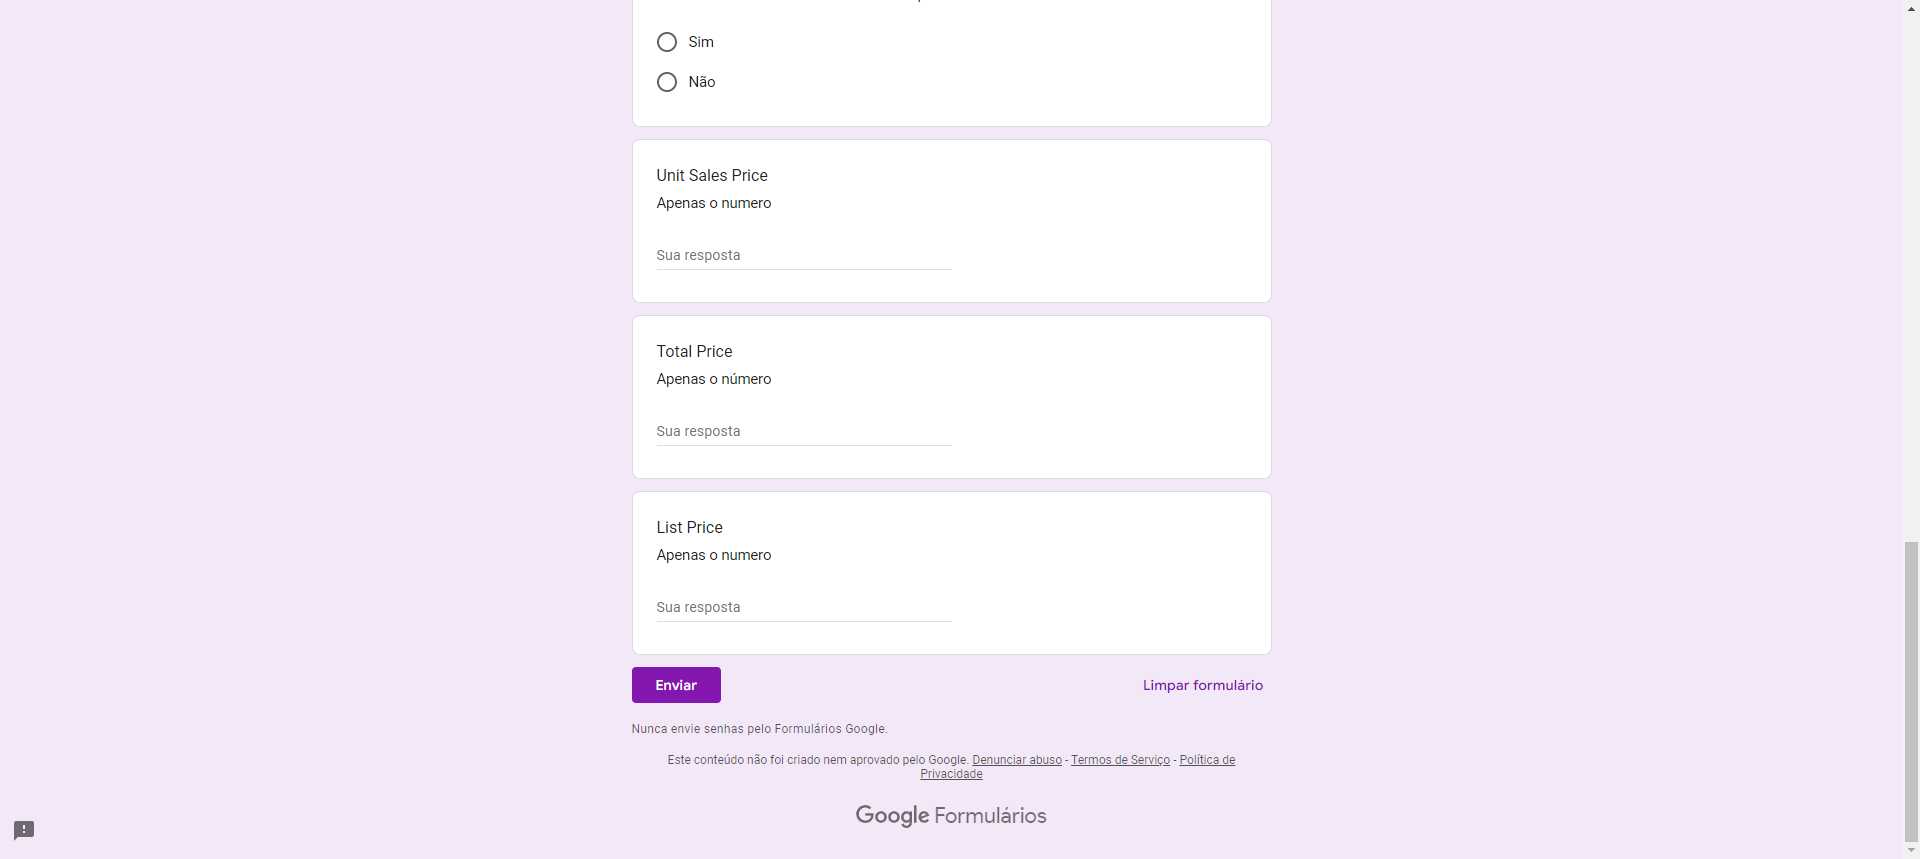 Sim
Não
Unit Sales Price
Apenas o numero
Sua resposta
Total Price
Apenas o número
Sua resposta
List Price
Apenas o numero
Sua resposta
Enviar
Limpar formulário
Nunca envie senhas pelo Formulários Google.
Este conteúdo não foi criado nem aprovado pelo Google. Denunciar abuso - Termos de Serviço - Política de
Privacidade
Google Formulários